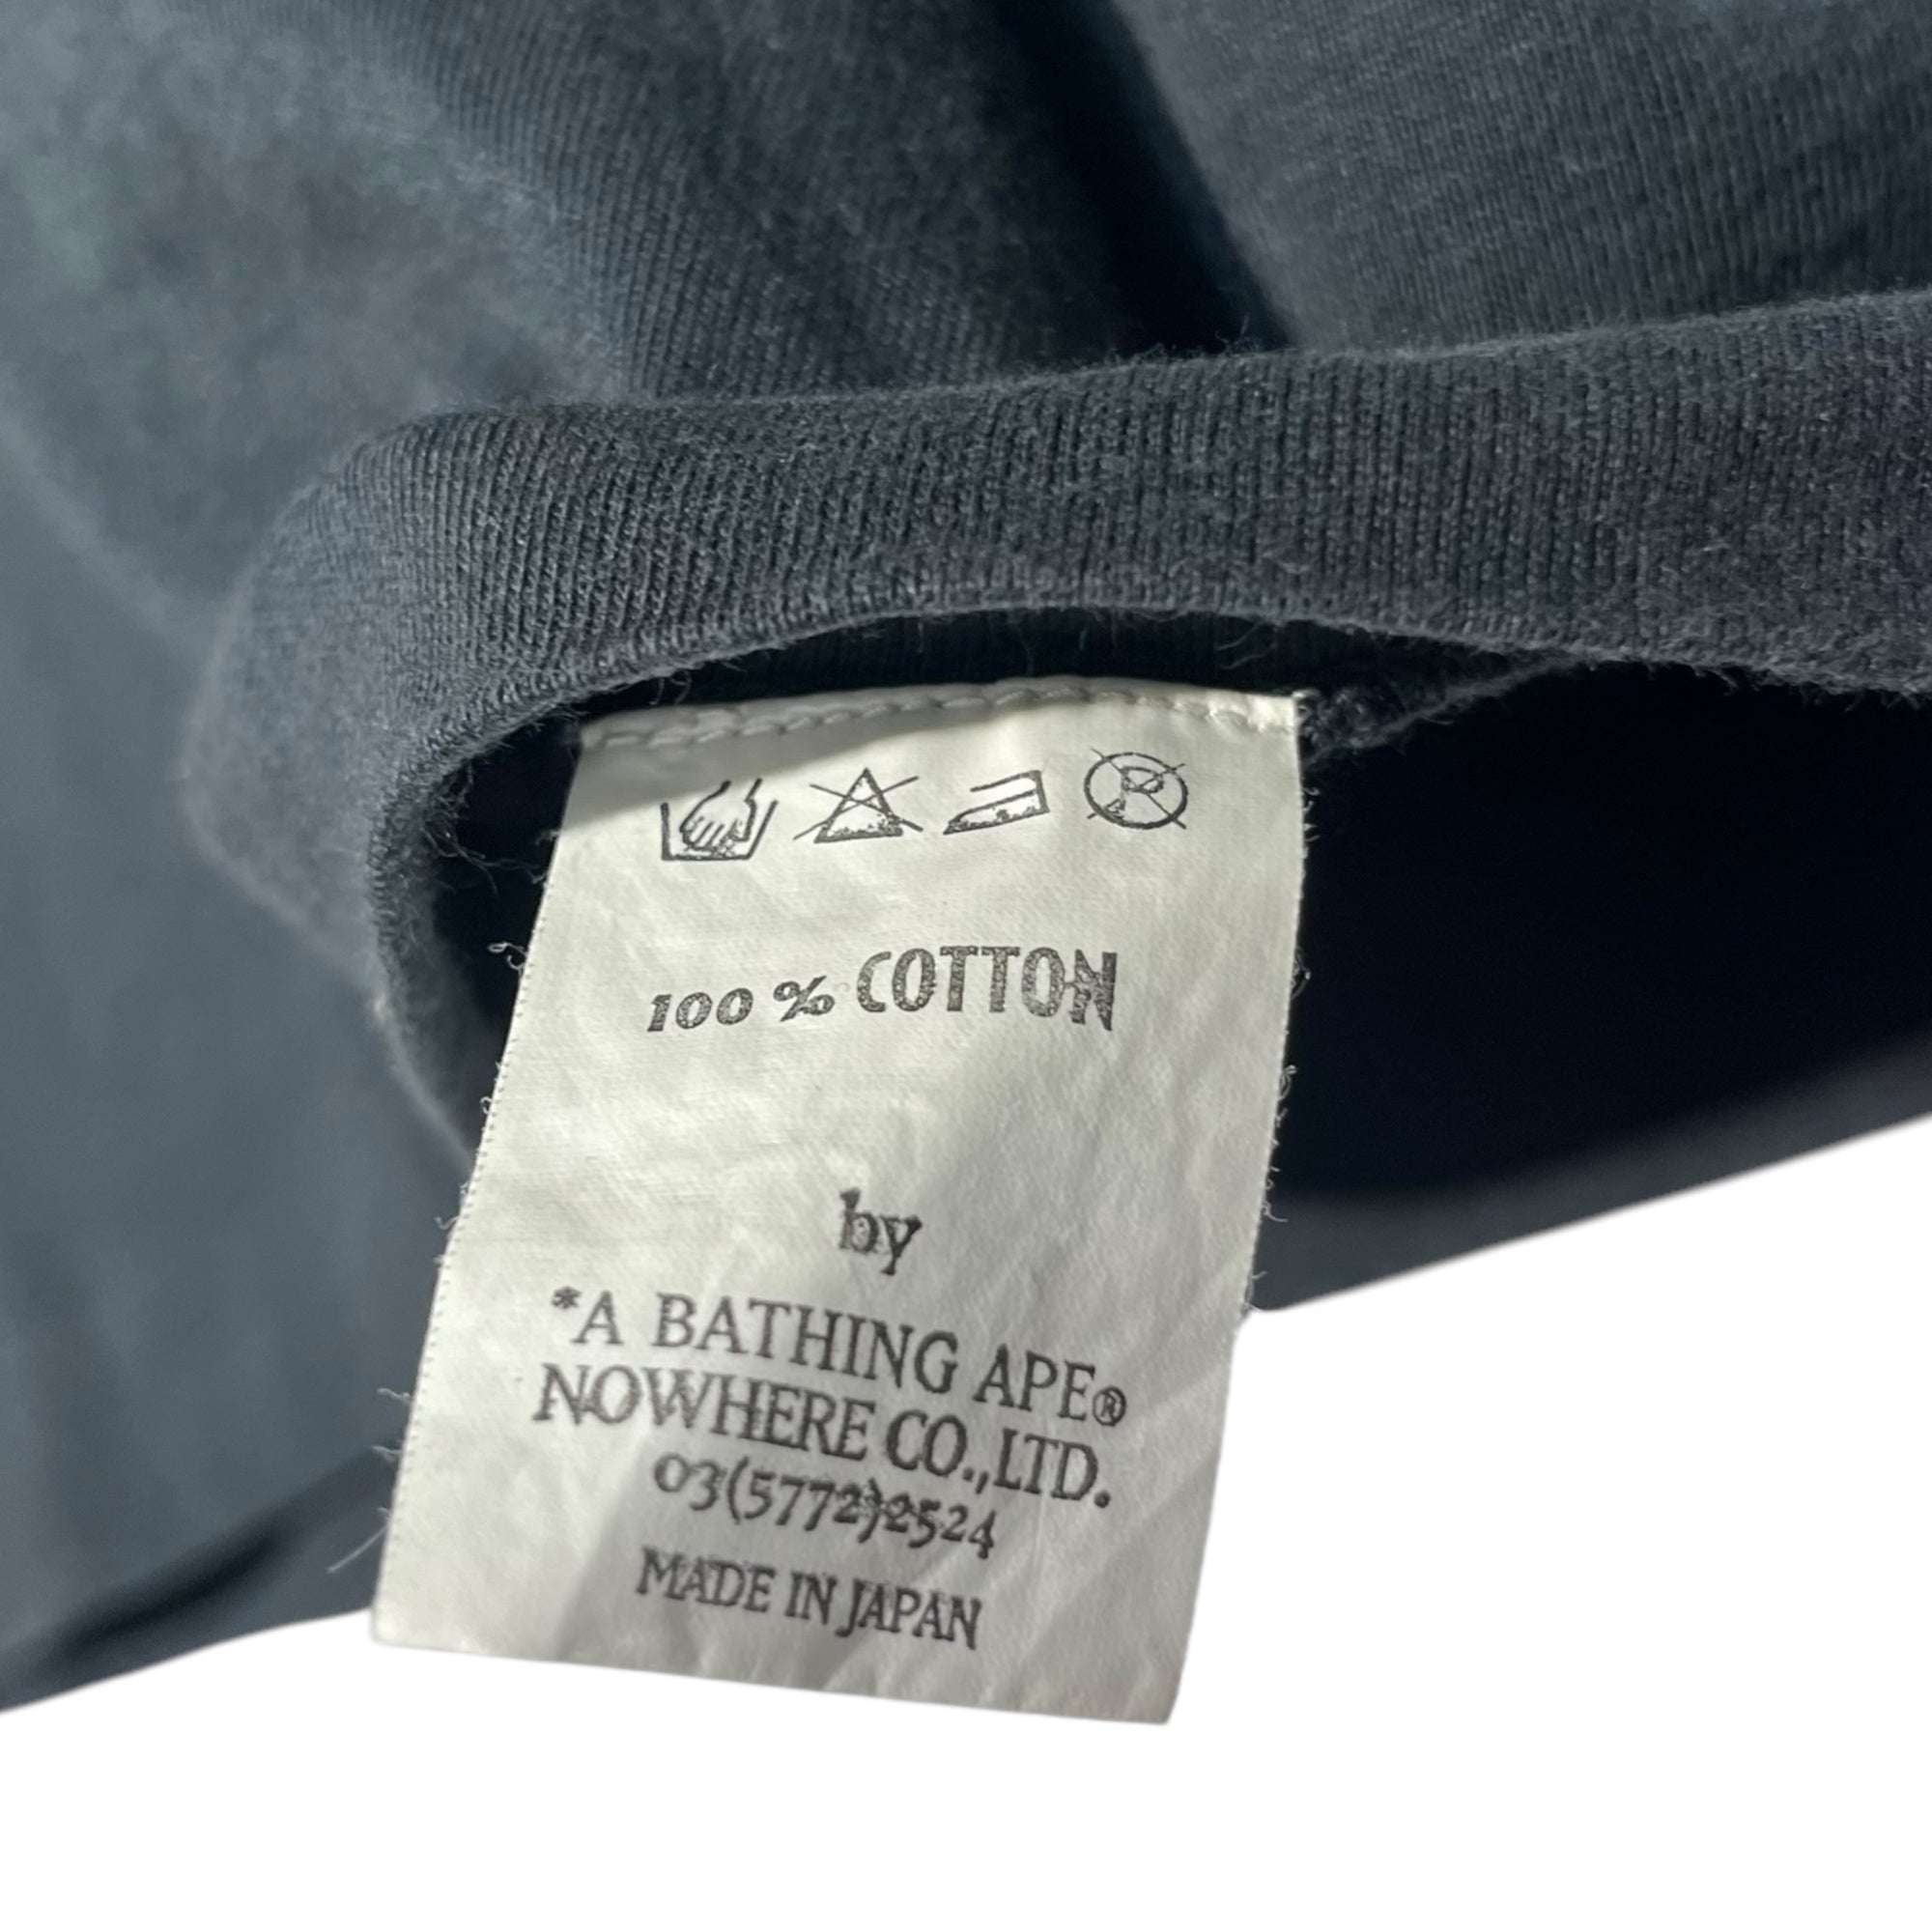 100 % COTTON
by
*A BATHING APE®
NOWHERE CO.,LTD.
03(5772)2524
MADE IN JAPAN